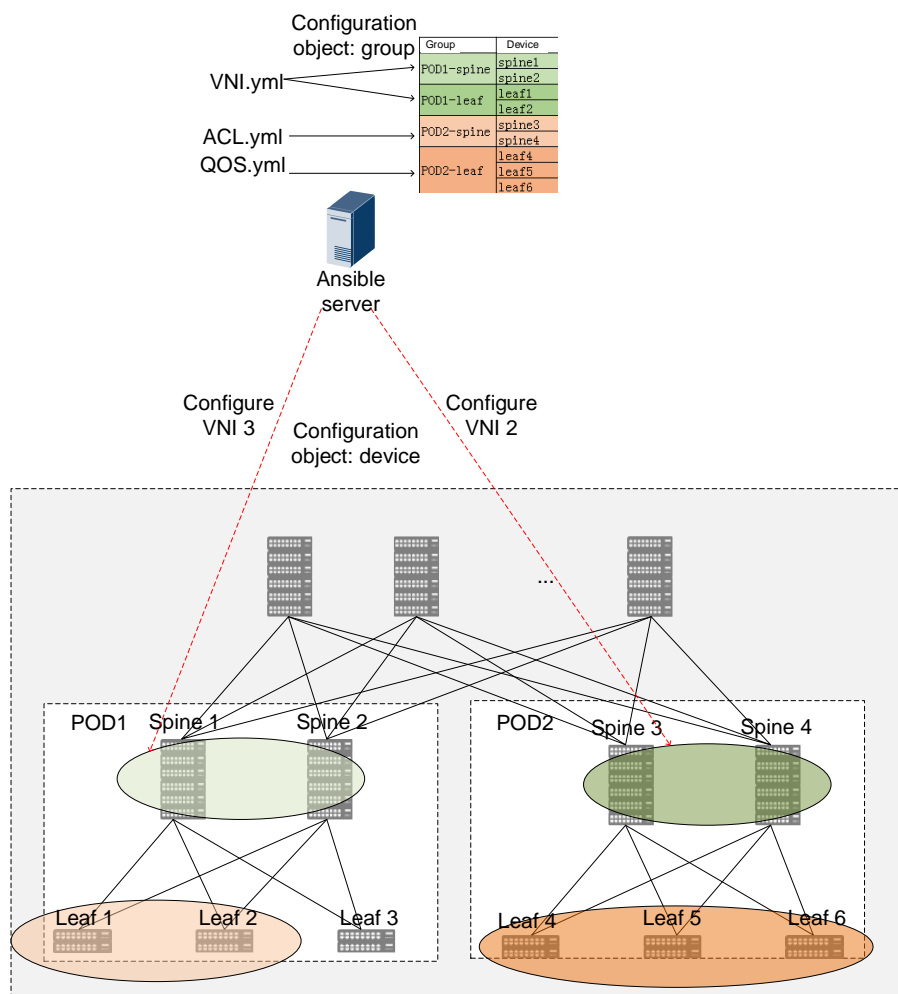 Configuration
object: group
Group Device
POD1-spine spine1
spine2
VNI.yml
POD1-leaf leaf1
leaf2
ACL.yml
POD2-spine spine3
spine4
QOS.yml
POD2-leaf leaf4
leaf5
leaf6
Ansible
server
Configure
VNI 3
Configure
VNI 2
Configuration
object: device
...
POD1 Spine 1 Spine 2
POD2 Spine 3 Spine 4
Leaf 1 Leaf 2 Leaf 3
Leaf 4 Leaf 5 Leaf 6